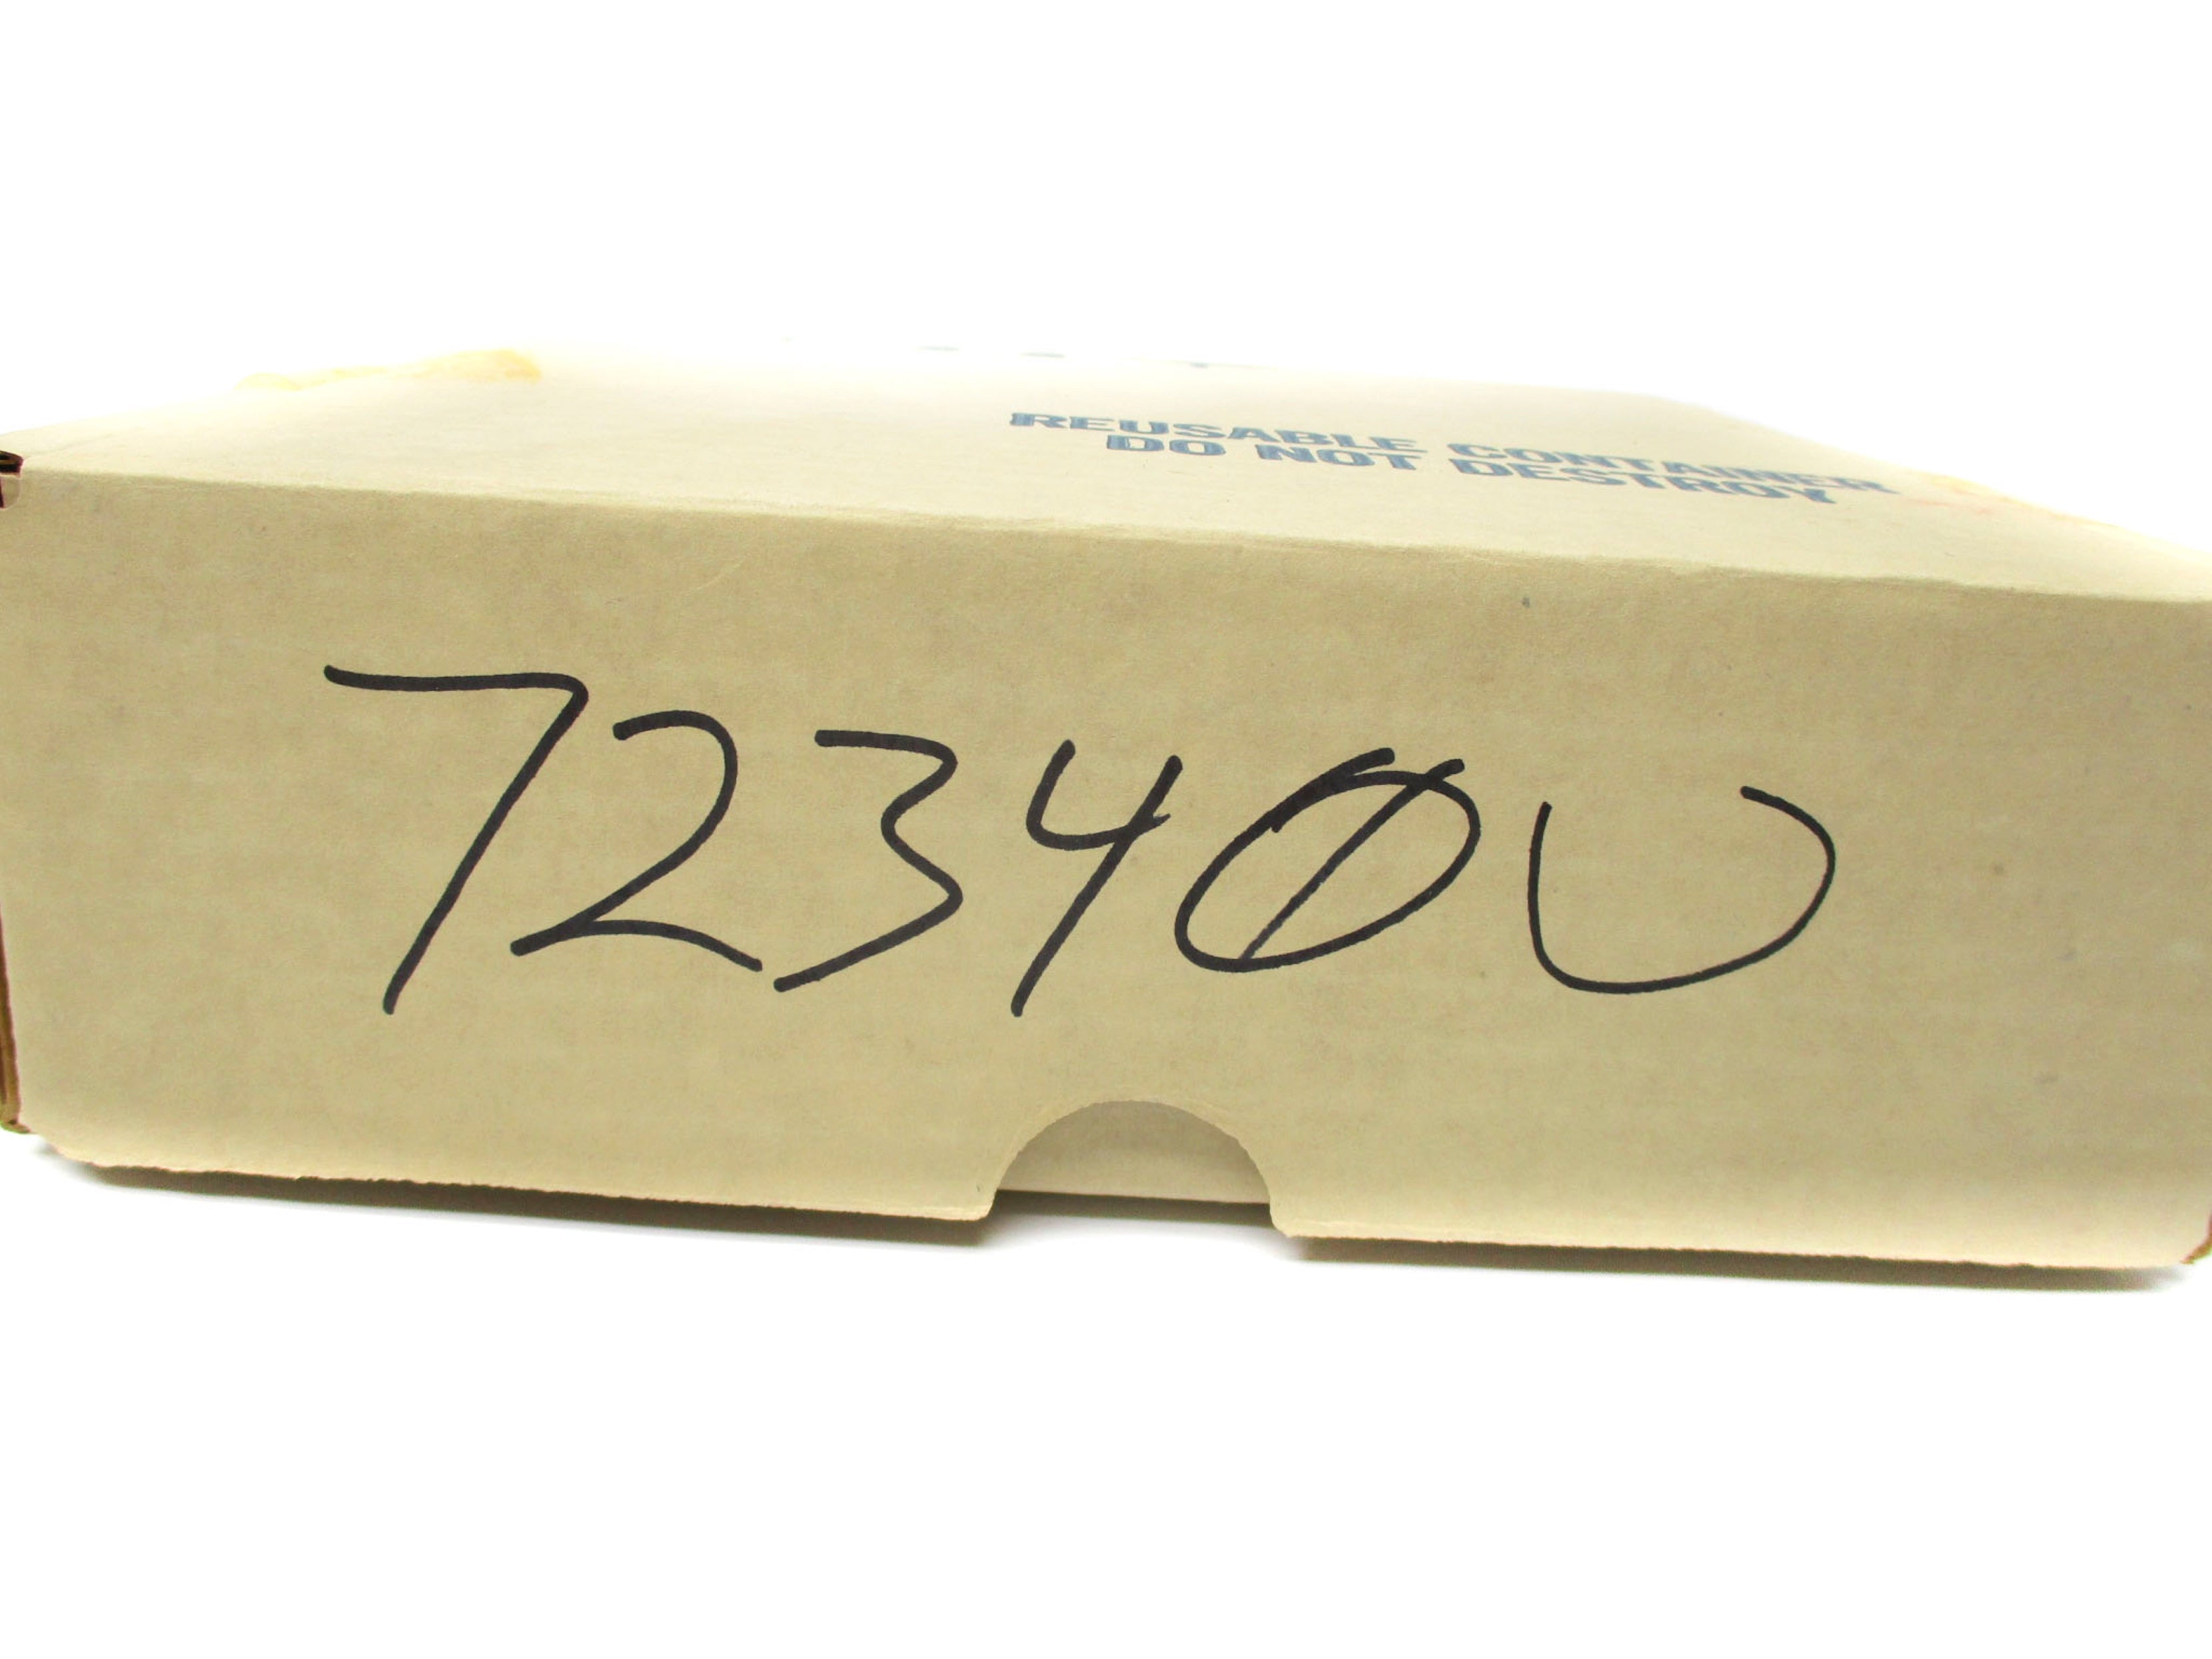 REUSABLE CONTAINER
DO NOT DESTROY
72340U